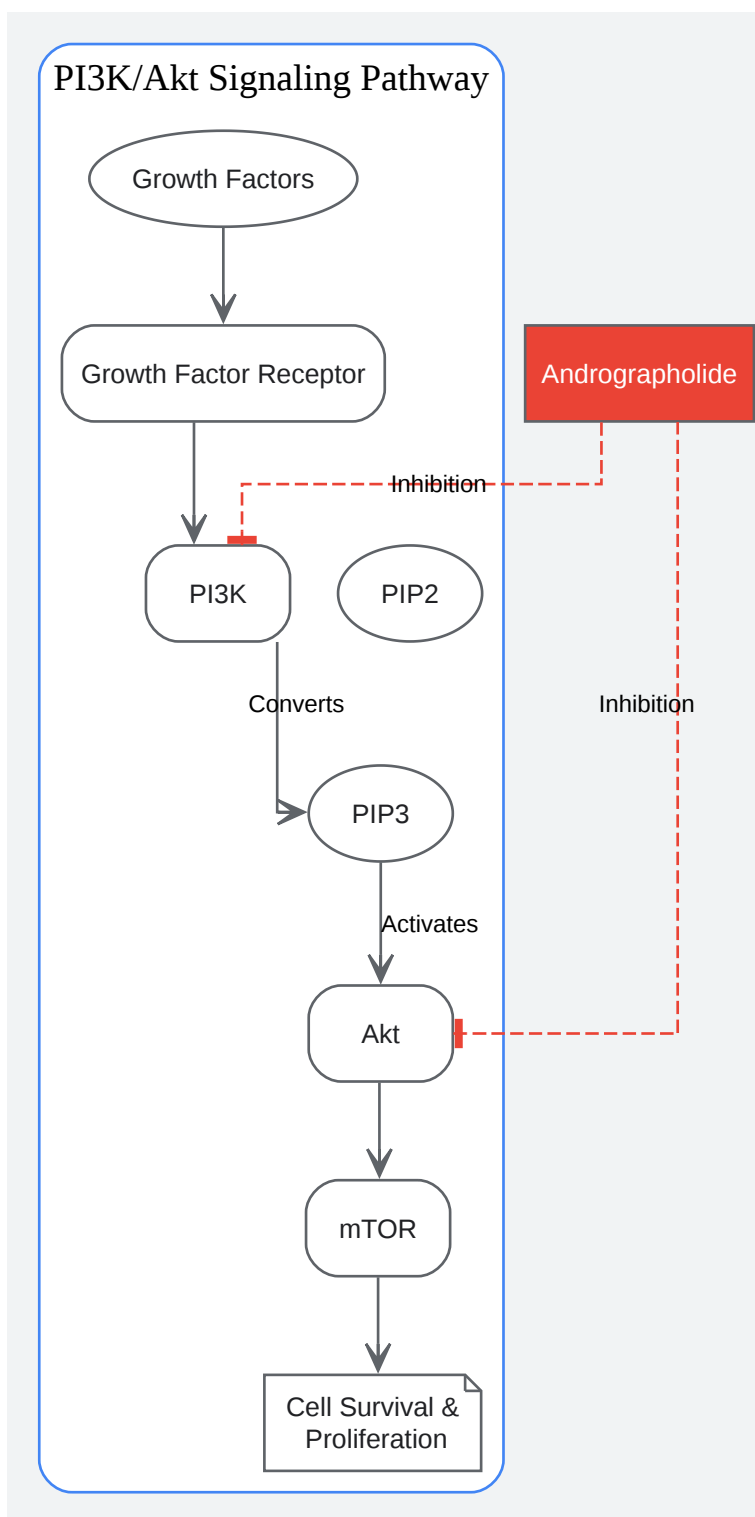 PI3K/Akt Signaling Pathway
Growth Factors
Growth Factor Receptor
Andrographolide
Inhibition
PI3K
PIP2
Converts
Inhibition
PIP3
Activates
Akt
mTOR
Cell Survival &
Proliferation